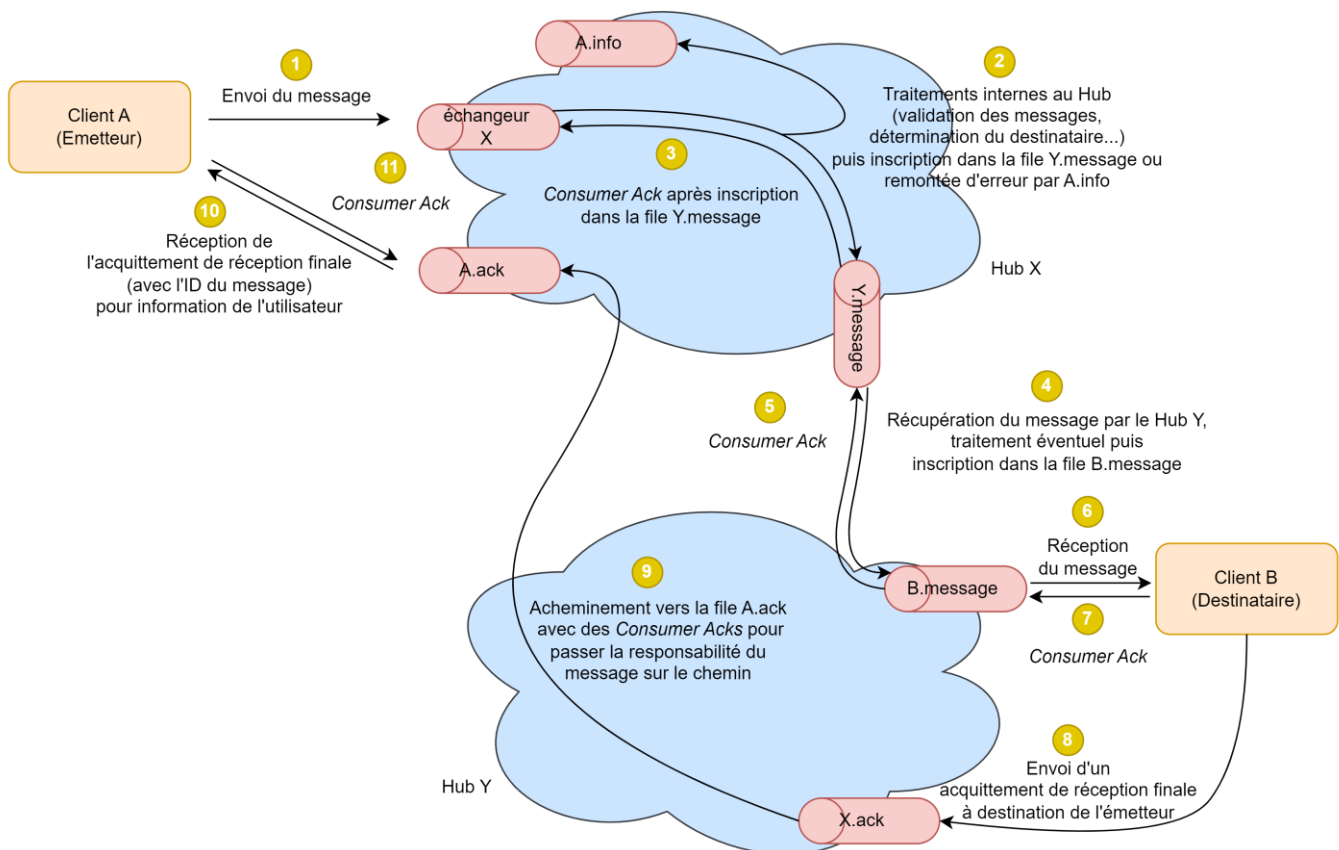 A.info
1
Envoi du message
Client A
(Emetteur)
échangeur
X
2
Traitements internes au Hub
(validation des messages,
détermination du destinataire...)
puis inscription dans la file Y.message ou
remontée d'erreur par A.info
3
Consumer Ack après inscription
dans la file Y.message
11
Consumer Ack
10
Réception de
l'acquittement de réception finale
(avec l'ID du message)
pour information de l'utilisateur
A.ack
Hub X
Y.message
4
Récupération du message par le Hub Y,
traitement éventuel puis
inscription dans la file B.message
5
Consumer Ack
6
Réception
du message
B.message
Client B
(Destinataire)
7
Consumer Ack
9
Acheminement vers la file A.ack
avec des Consumer Acks pour
passer la responsabilité du
message sur le chemin
8
Envoi d'un
acquittement de réception finale
à destination de l'émetteur
Hub Y
X.ack